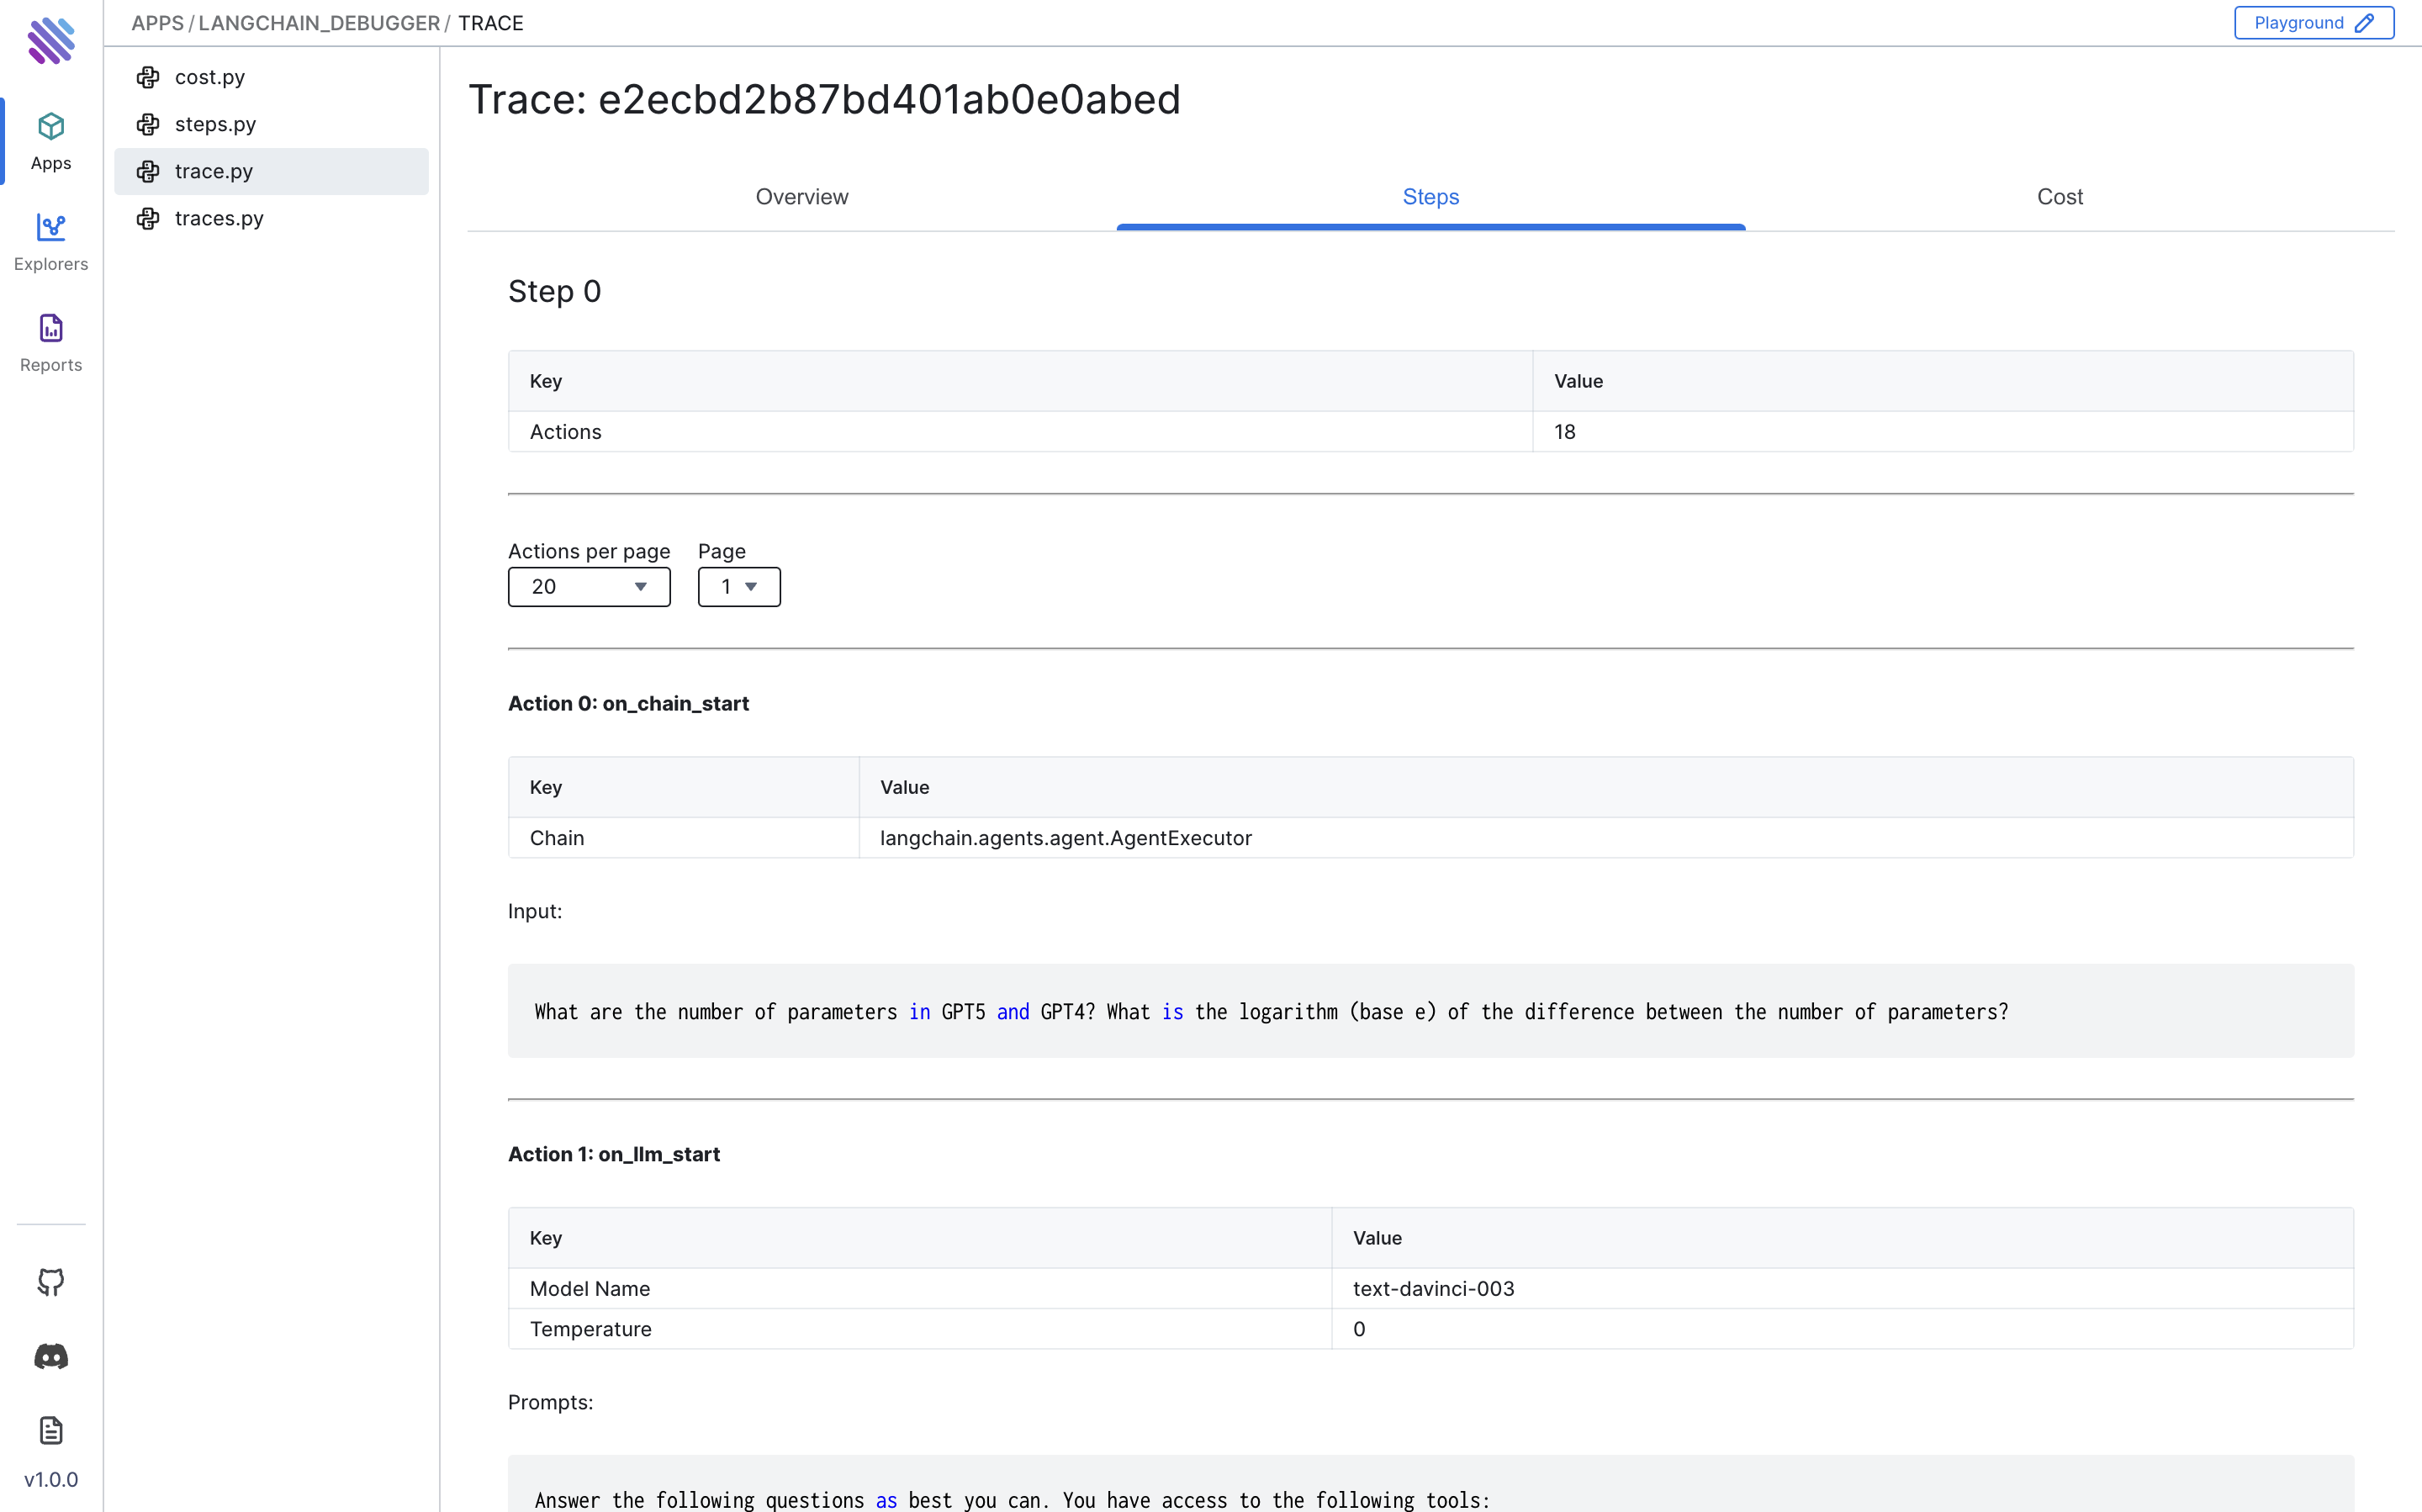 APPS / LANGCHAIN_DEBUGGER / TRACE
Playground
Apps
Explorers
Reports
v1.0.0
cost.py
steps.py
trace.py
traces.py
Trace: e2ecbd2b87bd401ab0e0abed
Overview Steps Cost
Step 0
Key Value
Actions 18
Actions per page Page
20 1
Action 0: on_chain_start
Key Value
Chain langchain.agents.agent.AgentExecutor
Input:
What are the number of parameters in GPT5 and GPT4? What is the logarithm (base e) of the difference between the number of parameters?
Action 1: on_llm_start
Key Value
Model Name text-davinci-003
Temperature 0
Prompts:
Answer the following questions as best you can. You have access to the following tools: